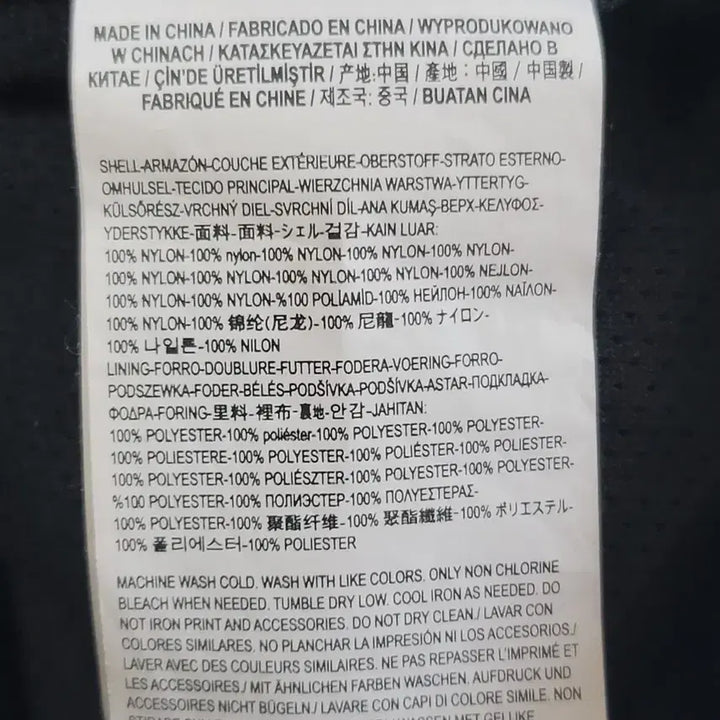 MADE IN CHINA / FABRICADO EN CHINA / WYPRODUKOWANO
W CHINACH / ΚΑΤΑΣΚΕΥΑΖΕΤΑΙ ΣΤΗΝ ΚΙΝΑ / СДЕЛАНО В
КИТАЕ / ÇİN'DE ÜRETİLMİŞTİR / 产地:中国 / 產地：中國 / 中国製 /
FABRIQUÉ EN CHINE / 제조국: 중국 / BUATAN CINA
SHELL-ARMAZÓN-COUCHE EXTÉRIEURE-OBERSTOFF-STRATO ESTERNO-
OMHULSEL-TECIDO PRINCIPAL-WIERZCHNIA WARSTWA-YTTERTYG-
KÜLSŐRÉSZ-VRCHNÝ DIEL-SVRCHNÍ DÍL-ANA KUMAŞ-ВЕРХ-ΚΕΛΥΦΟΣ-
YDERSTYKKE-面料-面料-シェル-겉감-KAIN LUAR:
100% NYLON-100% nylon-100% NYLON-100% NYLON-100% NYLON-
100% NYLON-100% NYLON-100% NYLON-100% NYLON-100% NEJLON-
100% NYLON-100% NYLON-%100 POLİAMİD-100% НЕЙЛОН-100% ΝΑΪΛΟΝ-
100% NYLON-100% 锦纶(尼龙)-100% 尼龍-100% ナイロン-
100% 나일론-100% NILON
LINING-FORRO-DOUBLURE-FUTTER-FODERA-VOERING-FORRO-
PODSZEWKA-FODER-BÉLÉS-PODŠÍVKA-PODŠÍVKA-ASTAR-ПОДКЛАДКА-
ΦΟΔΡΑ-FORING-里料-裡布-裏地-안감-JAHITAN:
100% POLYESTER-100% poliéster-100% POLYESTER-100% POLYESTER-
100% POLIESTERE-100% POLYESTER-100% POLYESTER-100% POLIESTER-
100% POLYESTER-100% POLIÉSZTER-100% POLYESTER-100% POLYESTER-
%100 POLYESTER-100% ПОЛИЭСТЕР-100% ΠΟΛΥΕΣΤΕΡΑΣ-
100% POLYESTER-100% 聚酯纤维-100% 聚酯纖維-100% ポリエステル-
100% 폴리에스터-100% POLIESTER
MACHINE WASH COLD. WASH WITH LIKE COLORS. ONLY NON CHLORINE
BLEACH WHEN NEEDED. TUMBLE DRY LOW. COOL IRON AS NEEDED. DO
NOT IRON PRINT AND ACCESSORIES. DO NOT DRY CLEAN./ LAVAR CON
COLORES SIMILARES. NO PLANCHAR LA IMPRESIÓN NI LOS ACCESORIOS./
LAVER AVEC DES COULEURS SIMILAIRES. NE PAS REPASSER L'IMPRIMÉ ET
LES ACCESSOIRES./ MIT ÄHNLICHEN FARBEN WASCHEN. AUFDRUCK UND
ACCESSOIRES NICHT BÜGELN./ LAVARE CON CAPI DI COLORE SIMILE. NON